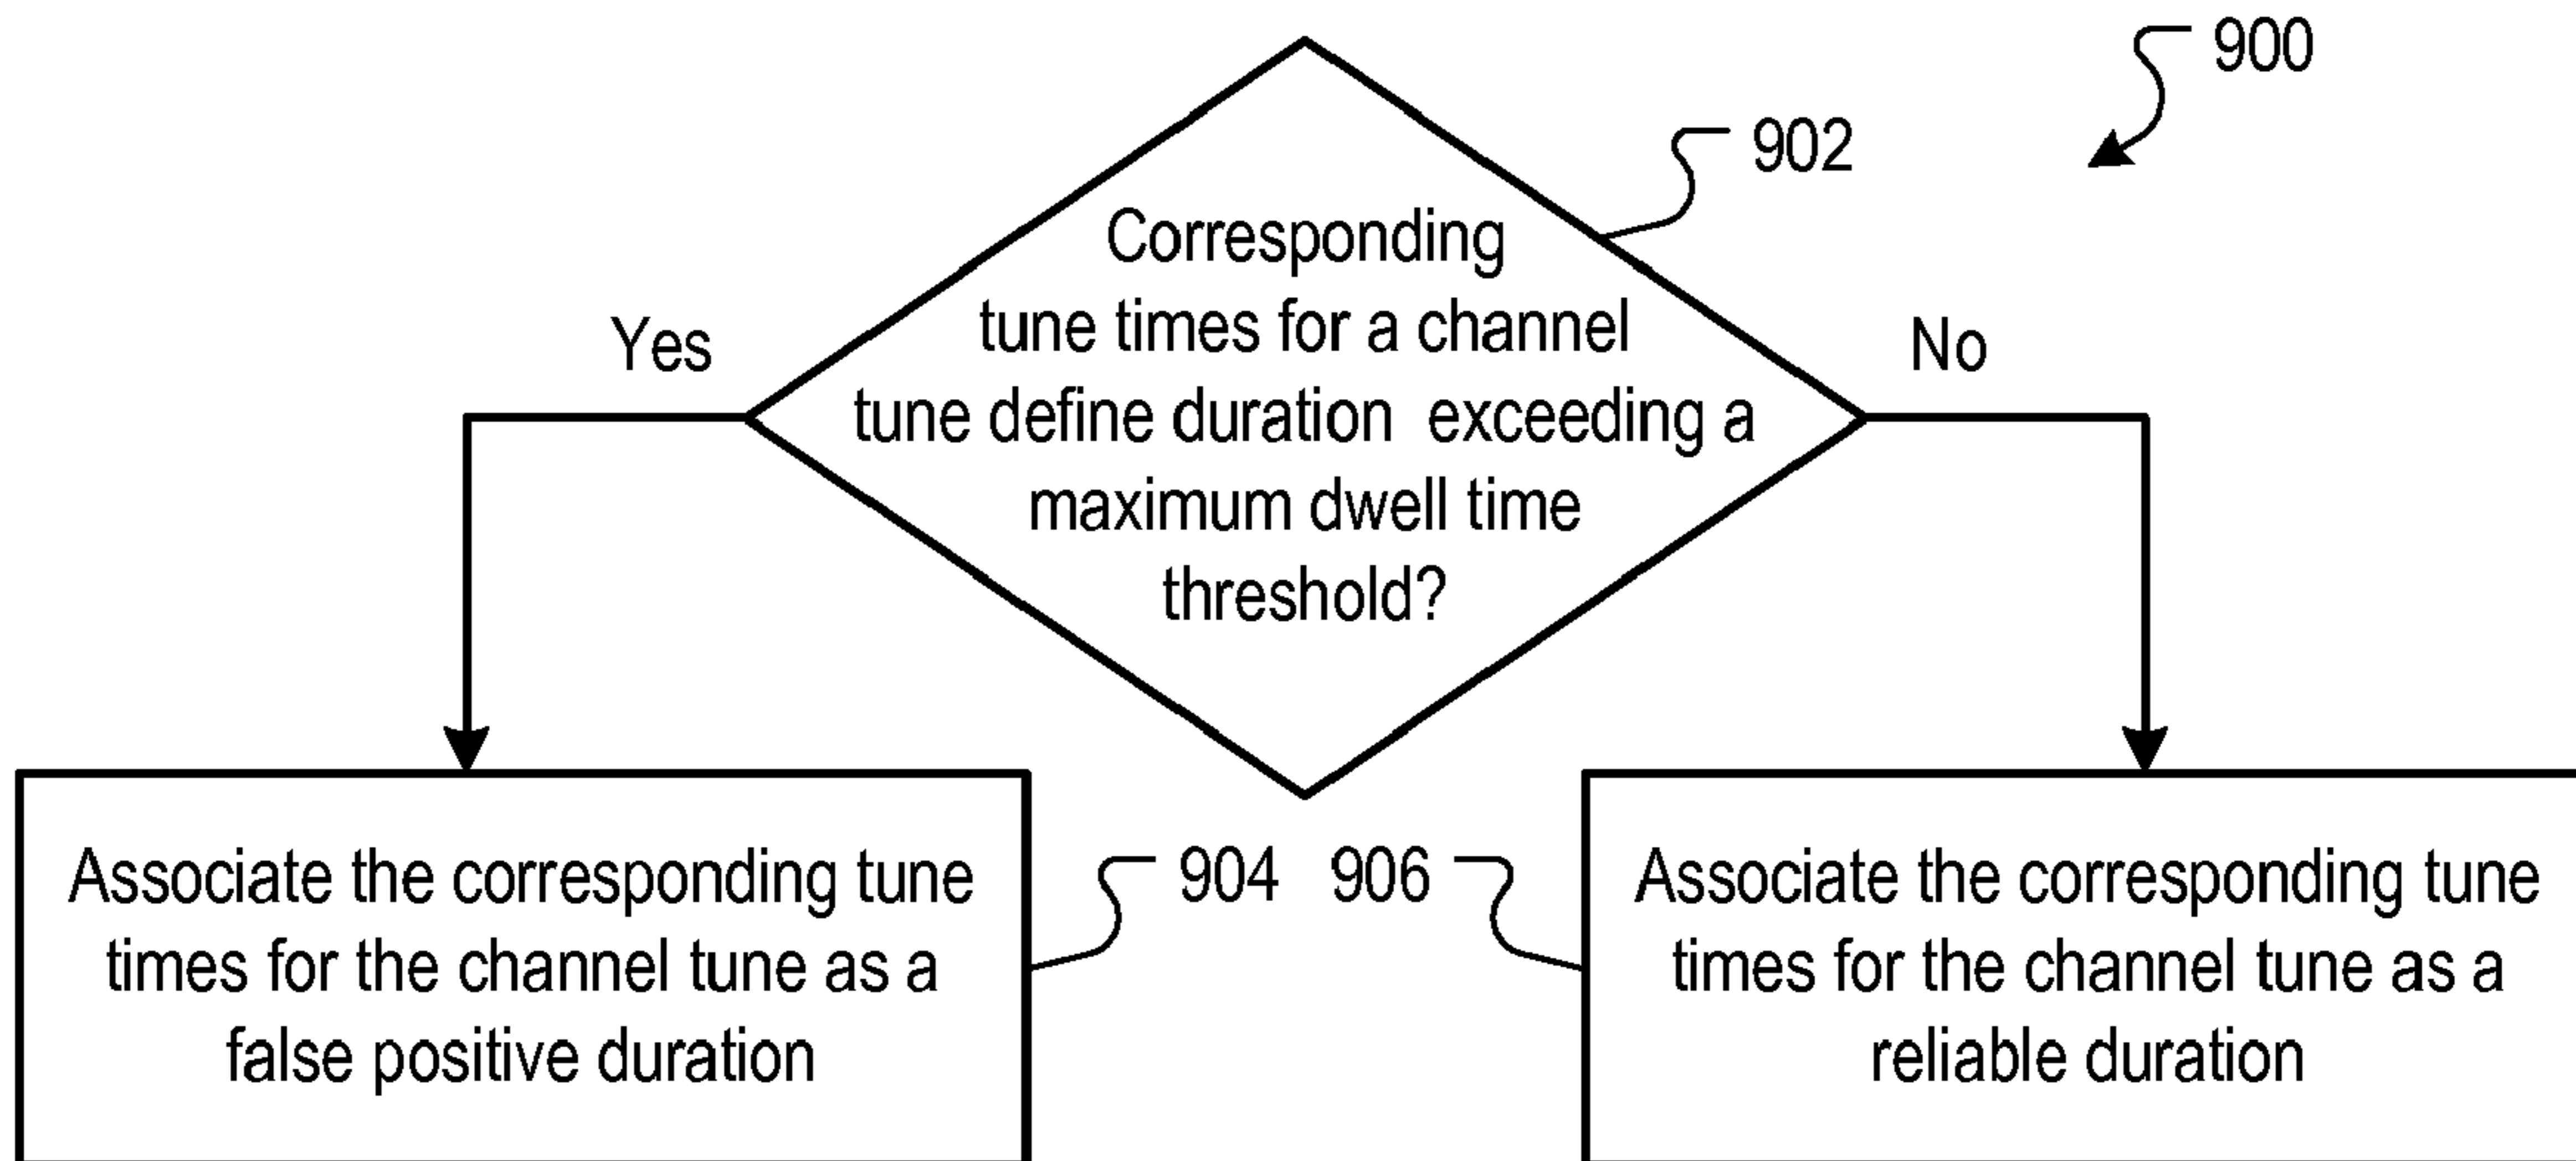 900
902
Corresponding
tune times for a channel
tune define duration exceeding a
maximum dwell time
threshold?
Yes
No
Associate the corresponding tune
times for the channel tune as a
false positive duration
904
906
Associate the corresponding tune
times for the channel tune as a
reliable duration